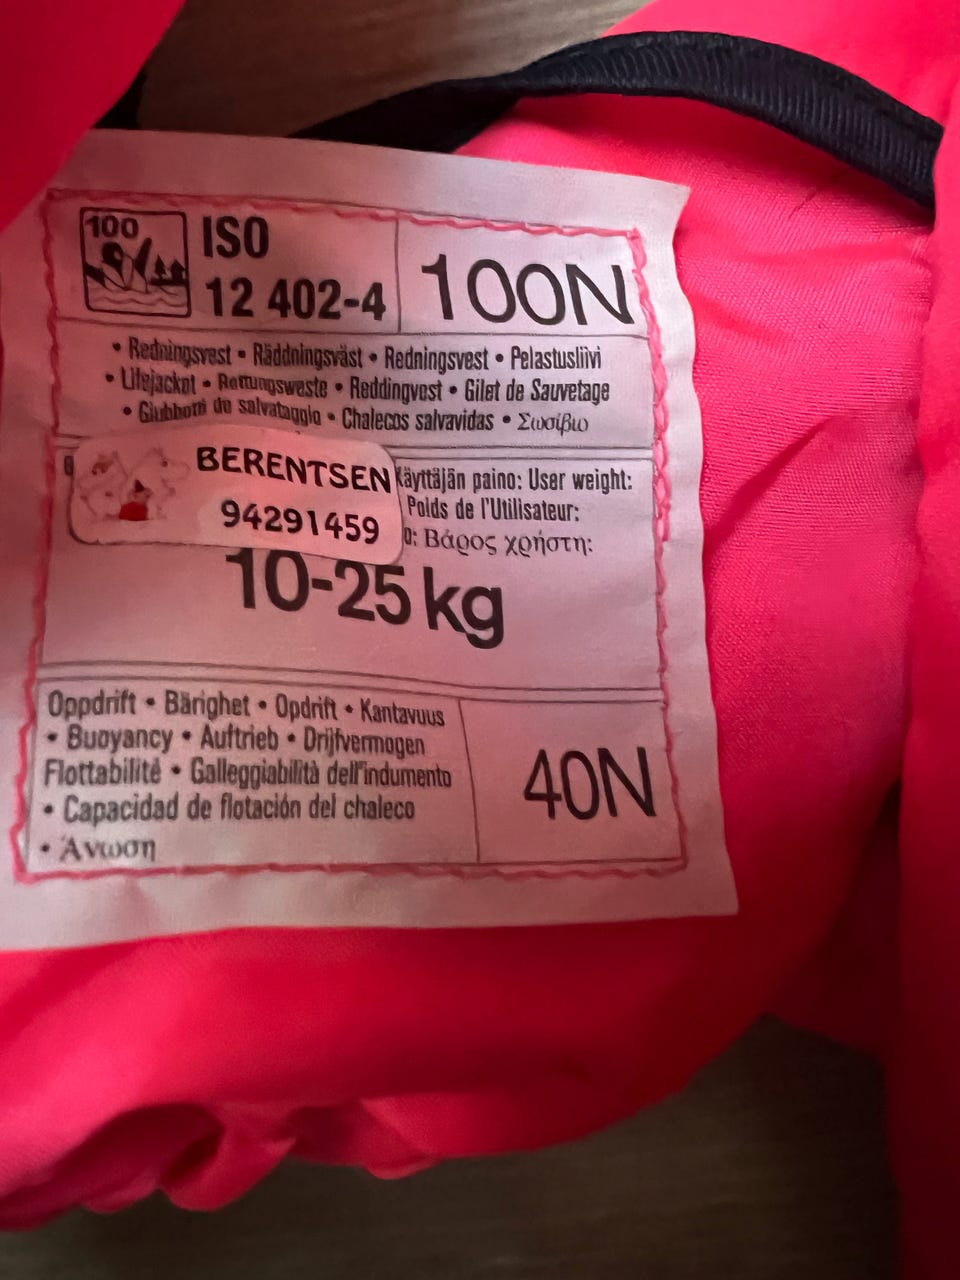 100
ISO
12 402-4
100N
• Redningsvest • Räddningsväst • Redningsvest • Pelastusliivi
• Lifejacket • Rettungsweste • Reddingvest • Gilet de Sauvetage
• Giubbotti de salvataggio • Chalecos salvavidas • Σωσίβιο
BERENTSEN
94291459
Käyttäjän paino: User weight:
Poids de l'Utilisateur:
: Βάρος χρήστη:
10-25 kg
Oppdrift • Bärighet • Opdrift • Kantavuus
• Buoyancy • Auftrieb • Drijfvermogen
Flottabilité • Galleggiabilità dell'indumento
• Capacidad de flotación del chaleco
• Άνωση
40N